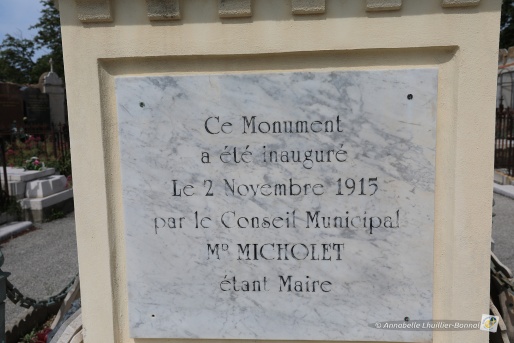 Ce Monument
a été inauguré
Le 2 Novembre 1915
par le Conseil Municipal
Mr MICHOLET
étant Maire
© Annabelle Lhuillier-Bonnal